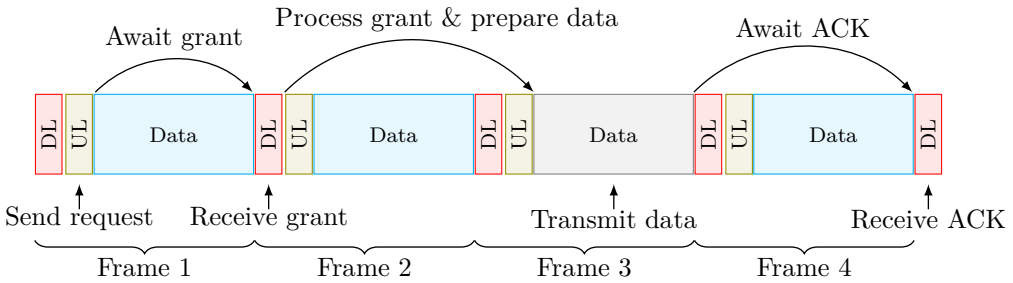 Process grant & prepare data
Await grant
Await ACK
DL
UL
Data
DL
UL
Data
DL
UL
Data
DL
UL
Data
DL
Send request
Receive grant
Transmit data
Receive ACK
Frame 1
Frame 2
Frame 3
Frame 4